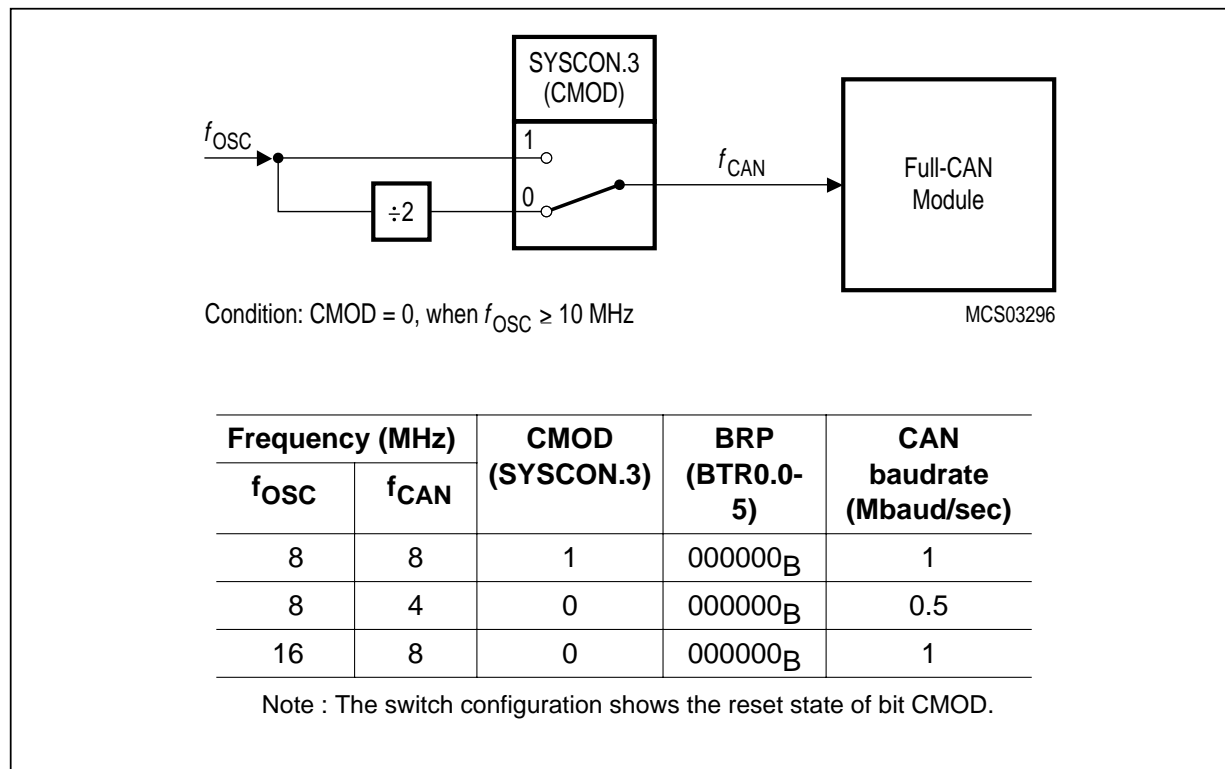 SYSCON.3
(CMOD)
fOSC
1
fCAN
Full-CAN
Module
÷2
0
Condition: CMOD = 0, when fOSC ≥ 10 MHz
MCS03296
Frequency (MHz) CMOD (SYSCON.3) BRP (BTR0.0-5) CAN baudrate (Mbaud/sec)
fOSC fCAN
8 8 1 000000B 1
8 4 0 000000B 0.5
16 8 0 000000B 1
Note : The switch configuration shows the reset state of bit CMOD.